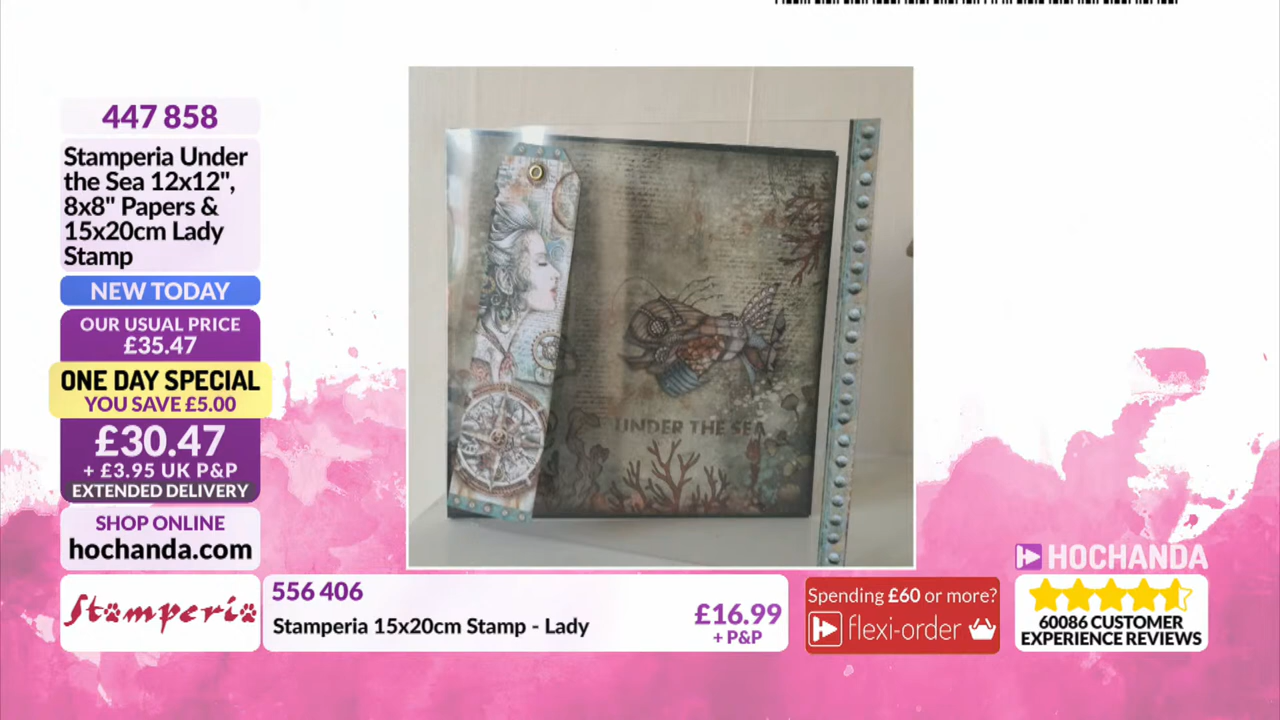 447 858
Stamperia Under
the Sea 12x12",
8x8" Papers &
15x20cm Lady
Stamp
NEW TODAY
OUR USUAL PRICE
£35.47
ONE DAY SPECIAL
YOU SAVE £5.00
£30.47
+ £3.95 UK P&P
EXTENDED DELIVERY
SHOP ONLINE
hochanda.com
UNDER THE SEA
Stamperia
556 406
Stamperia 15x20cm Stamp - Lady
£16.99
+ P&P
Spending £60 or more?
flexi-order
HOCHANDA
60086 CUSTOMER
EXPERIENCE REVIEWS